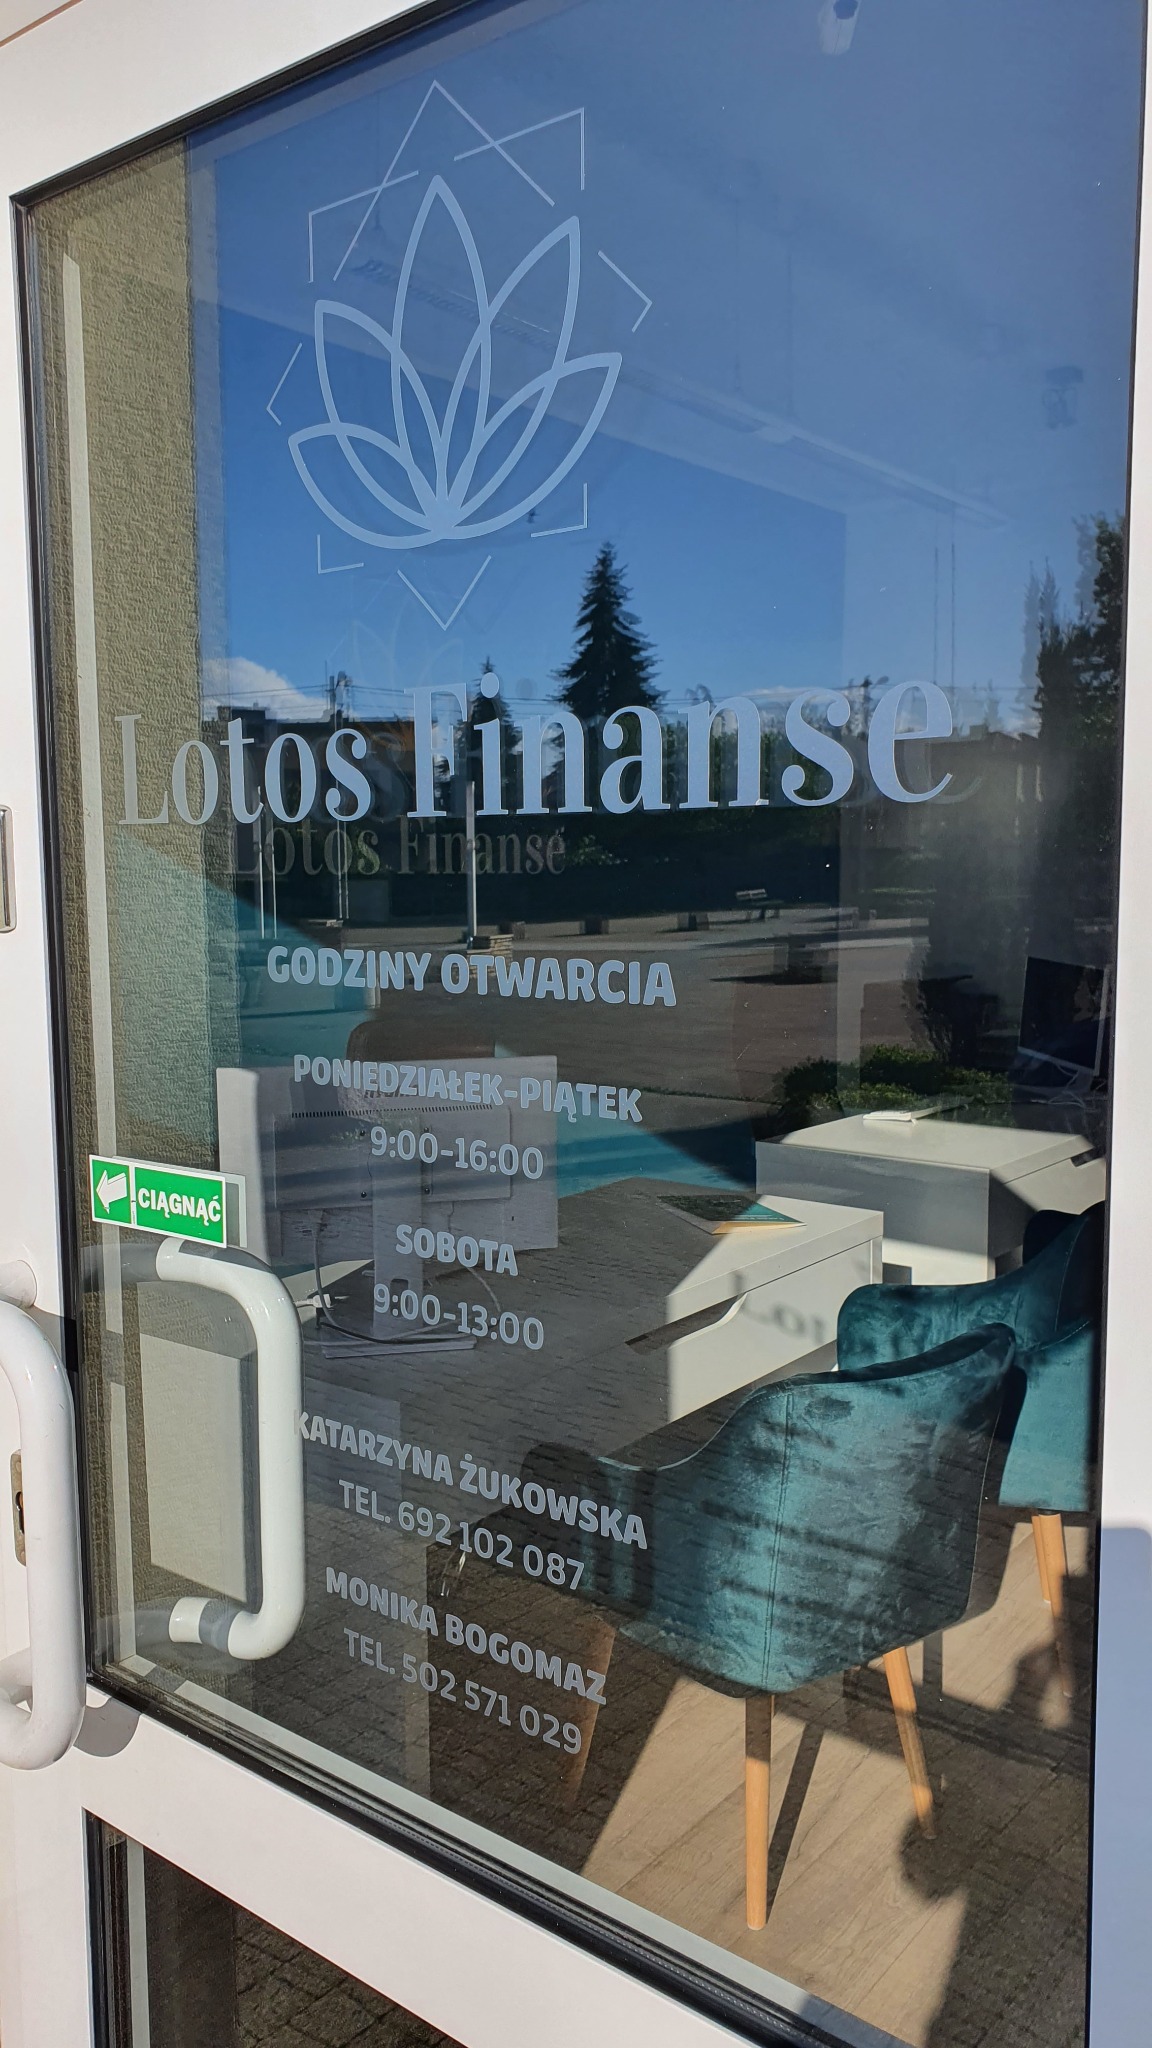 Lotos Finanse
Lotos Finanse
GODZINY OTWARCIA
PONIEDZIAŁEK-PIĄTEK
9:00-16:00
CIĄGNĄĆ
SOBOTA
9:00-13:00
KATARZYNA ŻUKOWSKA
TEL. 692 102 087
MONIKA BOGOMAZ
TEL. 502 571 029